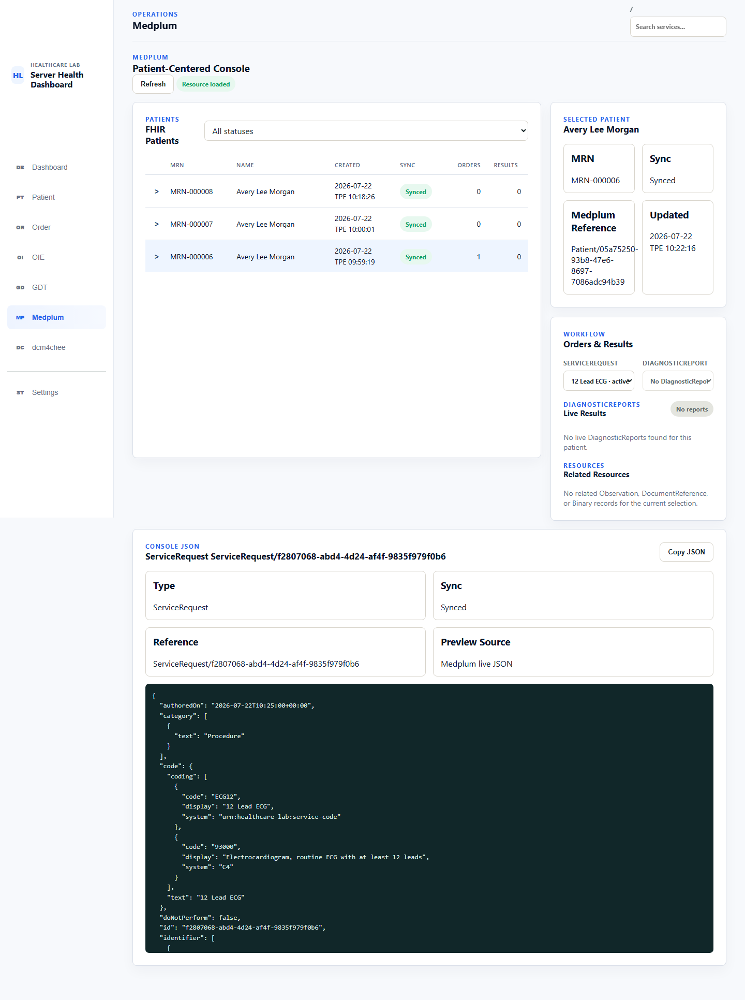 HL
HEALTHCARE LAB
Server Health
Dashboard
DB Dashboard
PT Patient
OR Order
OI OIE
GD GDT
MP Medplum
DC dcm4chee
ST Settings
OPERATIONS
Medplum
/
Search services...
MEDPLUM
Patient-Centered Console
Refresh
Resource loaded
PATIENTS
FHIR
Patients
All statuses
MRN NAME CREATED SYNC ORDERS RESULTS
> MRN-000008 Avery Lee Morgan 2026-07-22 TPE 10:18:26 Synced 0 0
> MRN-000007 Avery Lee Morgan 2026-07-22 TPE 10:00:01 Synced 0 0
> MRN-000006 Avery Lee Morgan 2026-07-22 TPE 09:59:19 Synced 1 0
SELECTED PATIENT
Avery Lee Morgan
MRN
MRN-000006
Sync
Synced
Medplum
Reference
Patient/05a75250-
93b8-47e6-
8697-
7086adc94b39
Updated
2026-07-22
TPE 10:22:16
WORKFLOW
Orders & Results
SERVICEREQUEST
12 Lead ECG · active
DIAGNOSTICREPORT
No DiagnosticRepor
DIAGNOSTICREPORTS
Live Results
No reports
No live DiagnosticReports found for this
patient.
RESOURCES
Related Resources
No related Observation, DocumentReference,
or Binary records for the current selection.
CONSOLE JSON
ServiceRequest ServiceRequest/f2807068-abd4-4d24-af4f-9835f979f0b6
Copy JSON
Type
ServiceRequest
Sync
Synced
Reference
ServiceRequest/f2807068-abd4-4d24-af4f-9835f979f0b6
Preview Source
Medplum live JSON
{
  "authoredOn": "2026-07-22T10:25:00+00:00",
  "category": [
    {
      "text": "Procedure"
    }
  ],
  "code": {
    "coding": [
      {
        "code": "ECG12",
        "display": "12 Lead ECG",
        "system": "urn:healthcare-lab:service-code"
      },
      {
        "code": "93000",
        "display": "Electrocardiogram, routine ECG with at least 12 leads",
        "system": "C4"
      }
    ],
    "text": "12 Lead ECG"
  },
  "doNotPerform": false,
  "id": "f2807068-abd4-4d24-af4f-9835f979f0b6",
  "identifier": [
    {